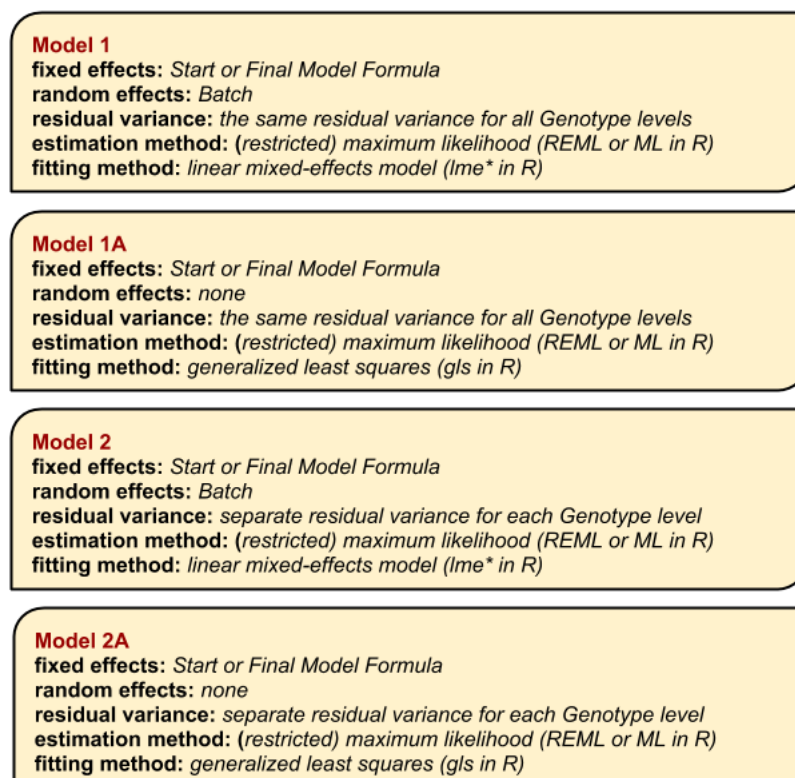 Model 1
fixed effects: Start or Final Model Formula
random effects: Batch
residual variance: the same residual variance for all Genotype levels
estimation method: (restricted) maximum likelihood (REML or ML in R)
fitting method: linear mixed-effects model (lme* in R)
Model 1A
fixed effects: Start or Final Model Formula
random effects: none
residual variance: the same residual variance for all Genotype levels
estimation method: (restricted) maximum likelihood (REML or ML in R)
fitting method: generalized least squares (gls in R)
Model 2
fixed effects: Start or Final Model Formula
random effects: Batch
residual variance: separate residual variance for each Genotype level
estimation method: (restricted) maximum likelihood (REML or ML in R)
fitting method: linear mixed-effects model (lme* in R)
Model 2A
fixed effects: Start or Final Model Formula
random effects: none
residual variance: separate residual variance for each Genotype level
estimation method: (restricted) maximum likelihood (REML or ML in R)
fitting method: generalized least squares (gls in R)